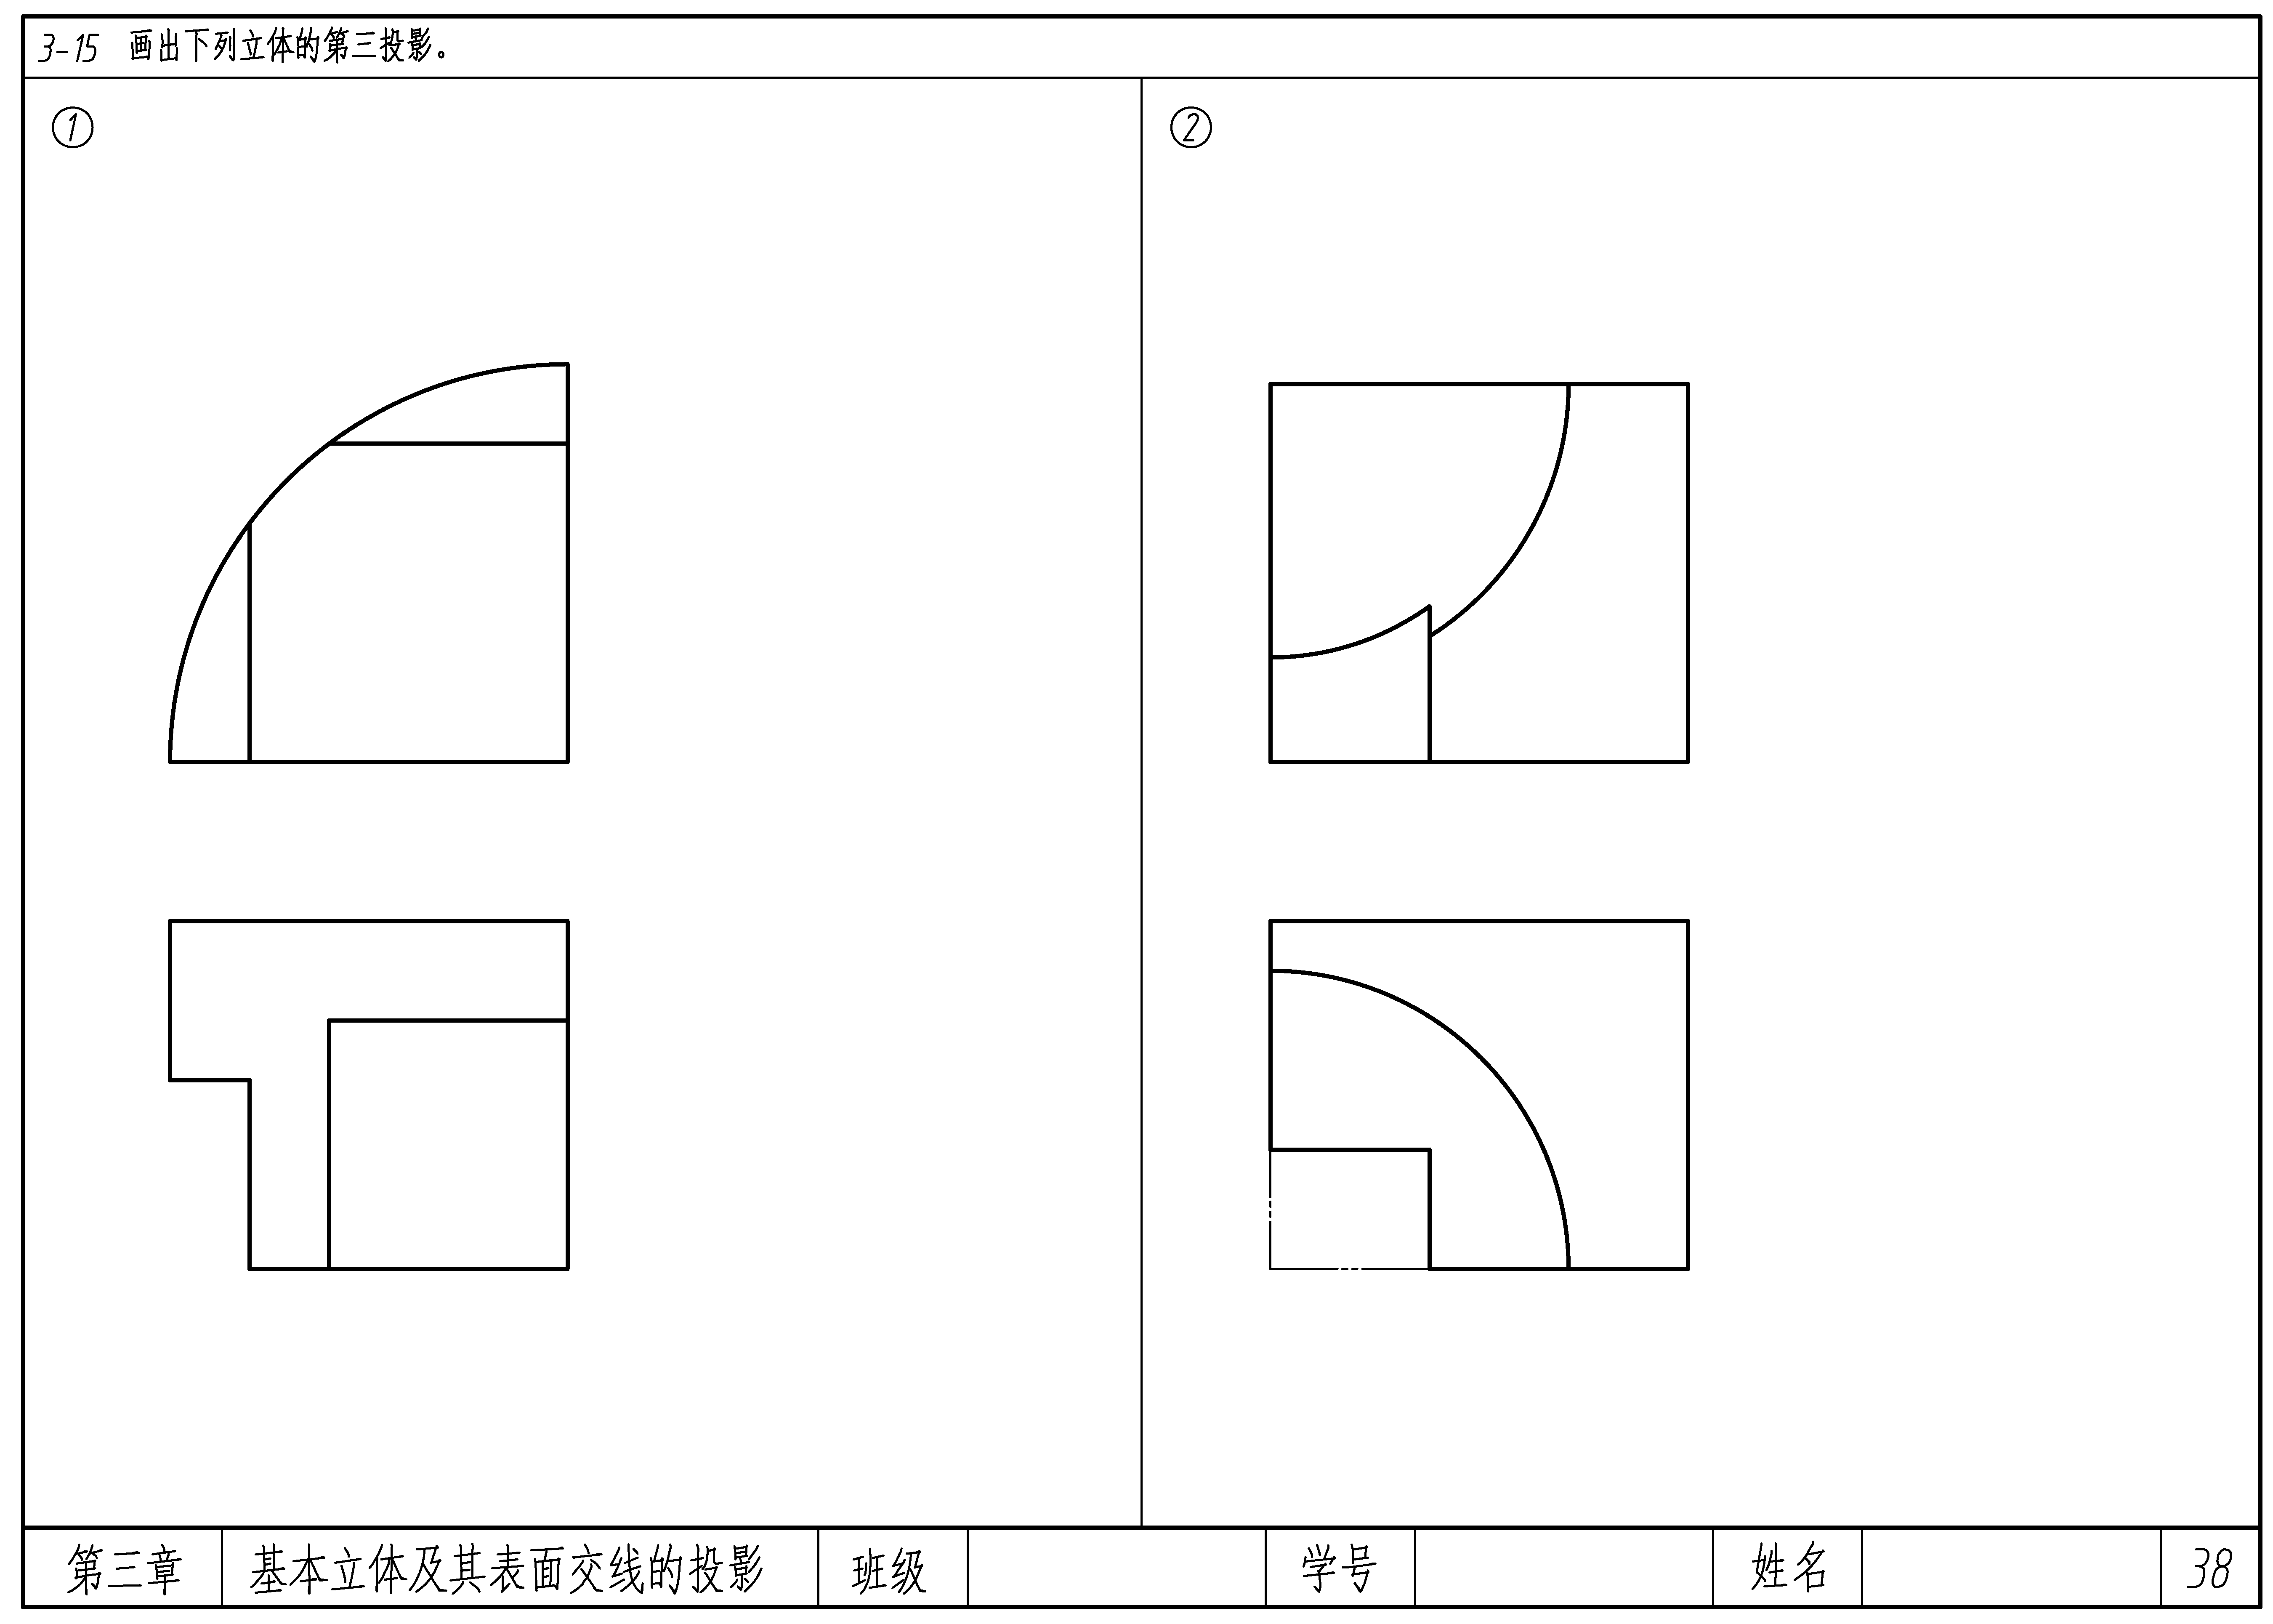 3-15 画出下列立体的第三投影。
①
②
第三章 基本立体及其表面交线的投影 班级 学号 姓名 38